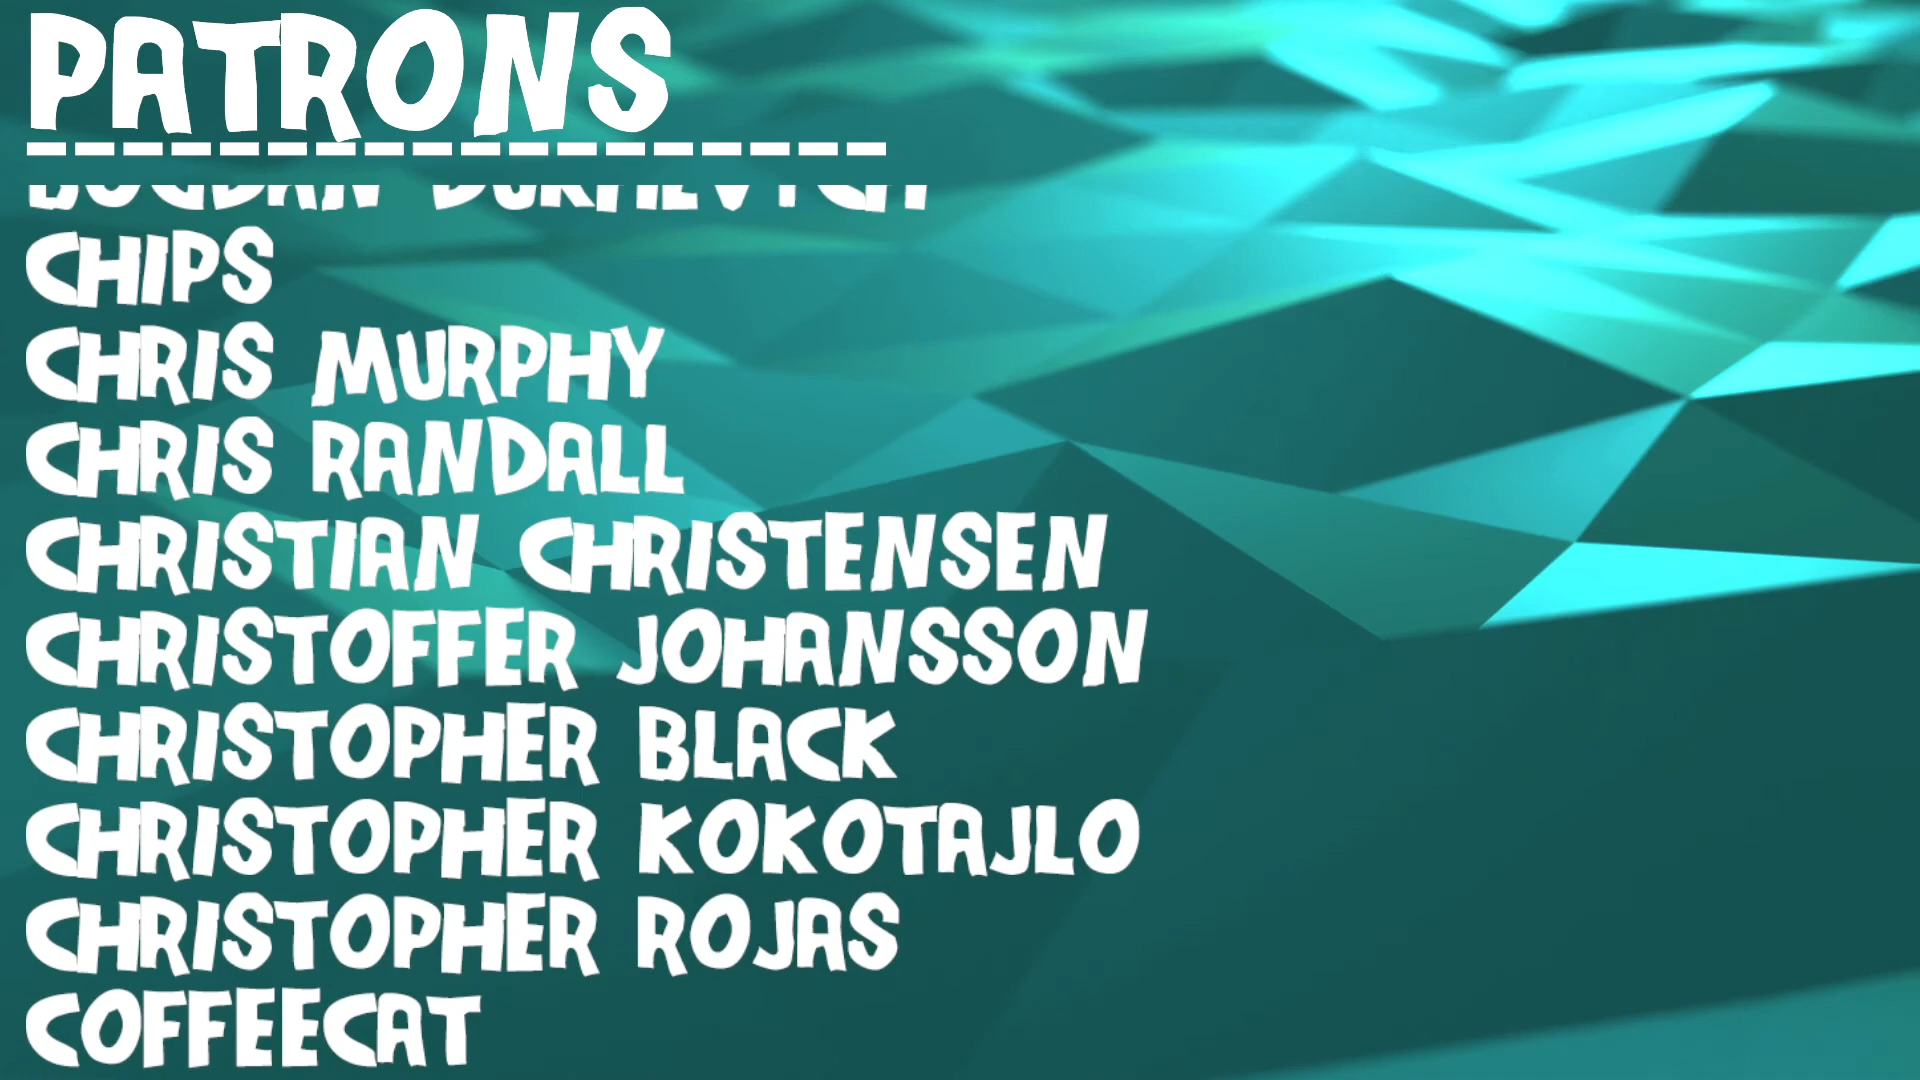 PATRONS
------------------
CHIPS
CHRIS MURPHY
CHRIS RANDALL
CHRISTIAN CHRISTENSEN
CHRISTOFFER JOHANSSON
CHRISTOPHER BLACK
CHRISTOPHER KOKOTAJLO
CHRISTOPHER ROJAS
COFFEECAT